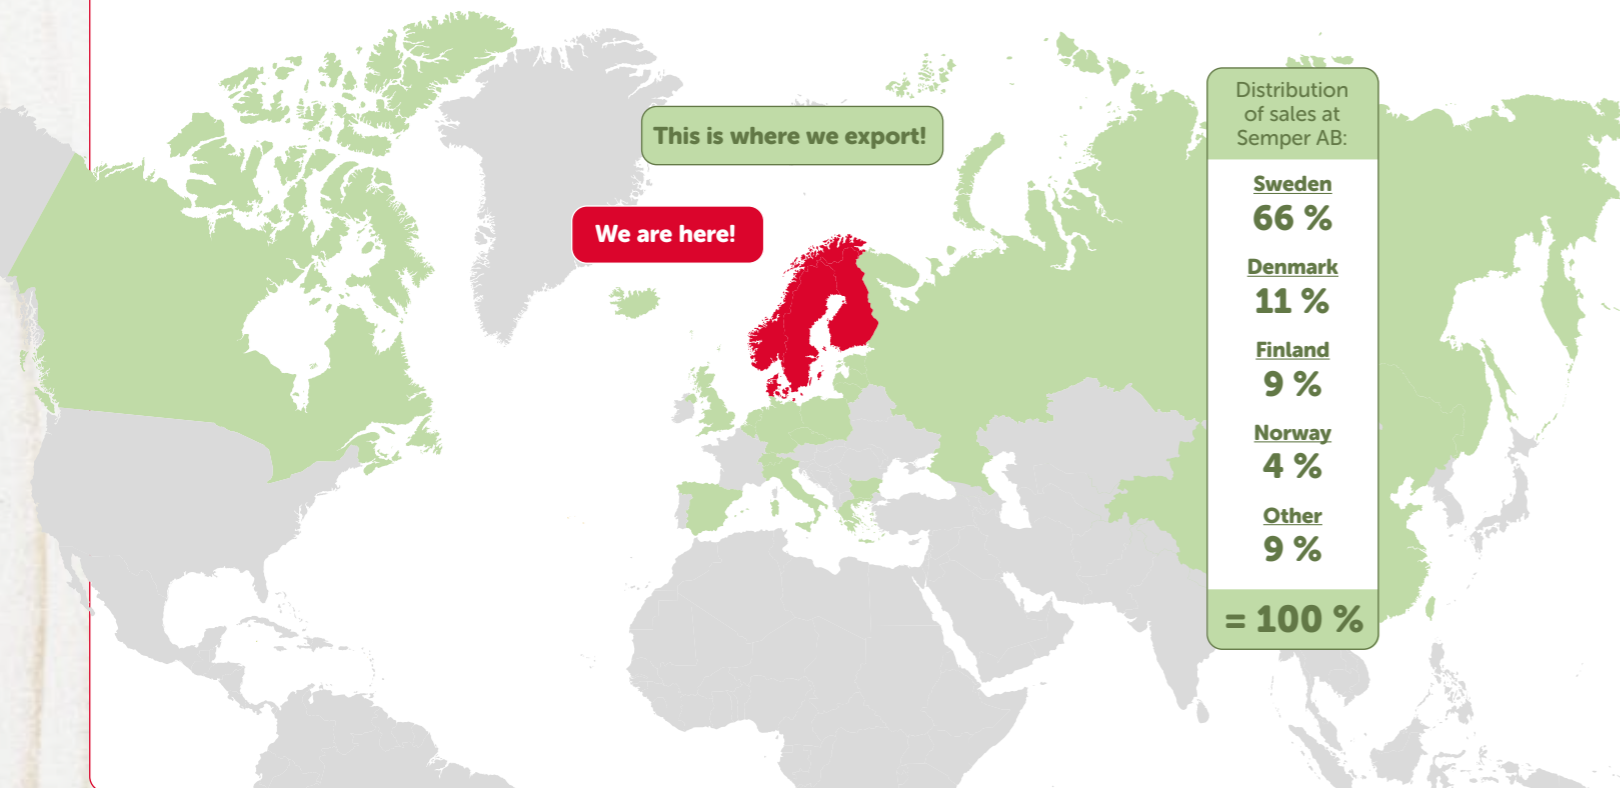 This is where we export!
We are here!
Distribution
of sales at
Semper AB:
Sweden
66 %
Denmark
11 %
Finland
9 %
Norway
4 %
Other
9 %
= 100 %